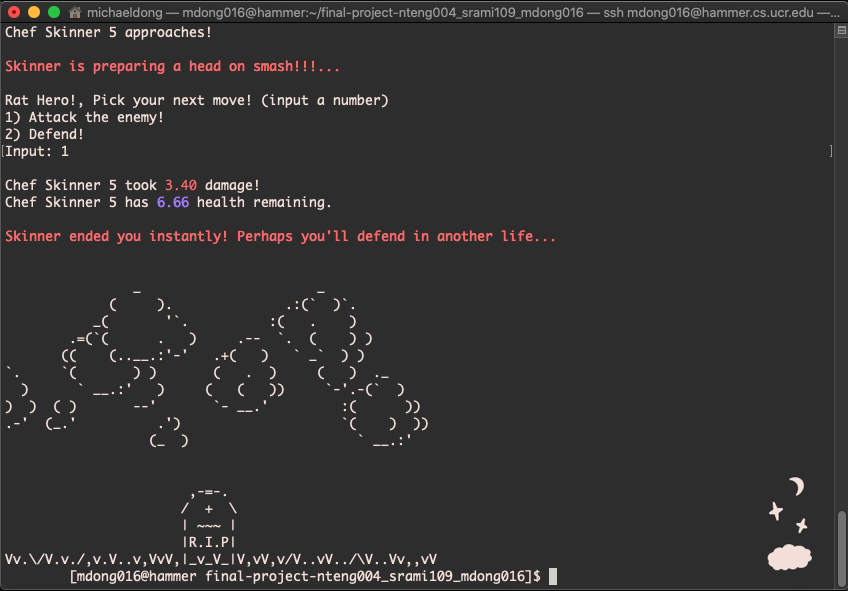 michaeldong — mdong016@hammer:~/final-project-nteng004_srami109_mdong016 — ssh mdong016@hammer.cs.ucr.edu —...
Chef Skinner 5 approaches!
Skinner is preparing a head on smash!!!...
Rat Hero!, Pick your next move! (input a number)
1) Attack the enemy!
2) Defend!
[Input: 1 ]
Chef Skinner 5 took 3.40 damage!
Chef Skinner 5 has 6.66 health remaining.
Skinner ended you instantly! Perhaps you'll defend in another life...
|R.I.P|
Vv.\/V.v./,v.V..v,VvV,|_v_V_|V,vV,v/V..vV../\V..Vv,,vV
[mdong016@hammer final-project-nteng004_srami109_mdong016]$